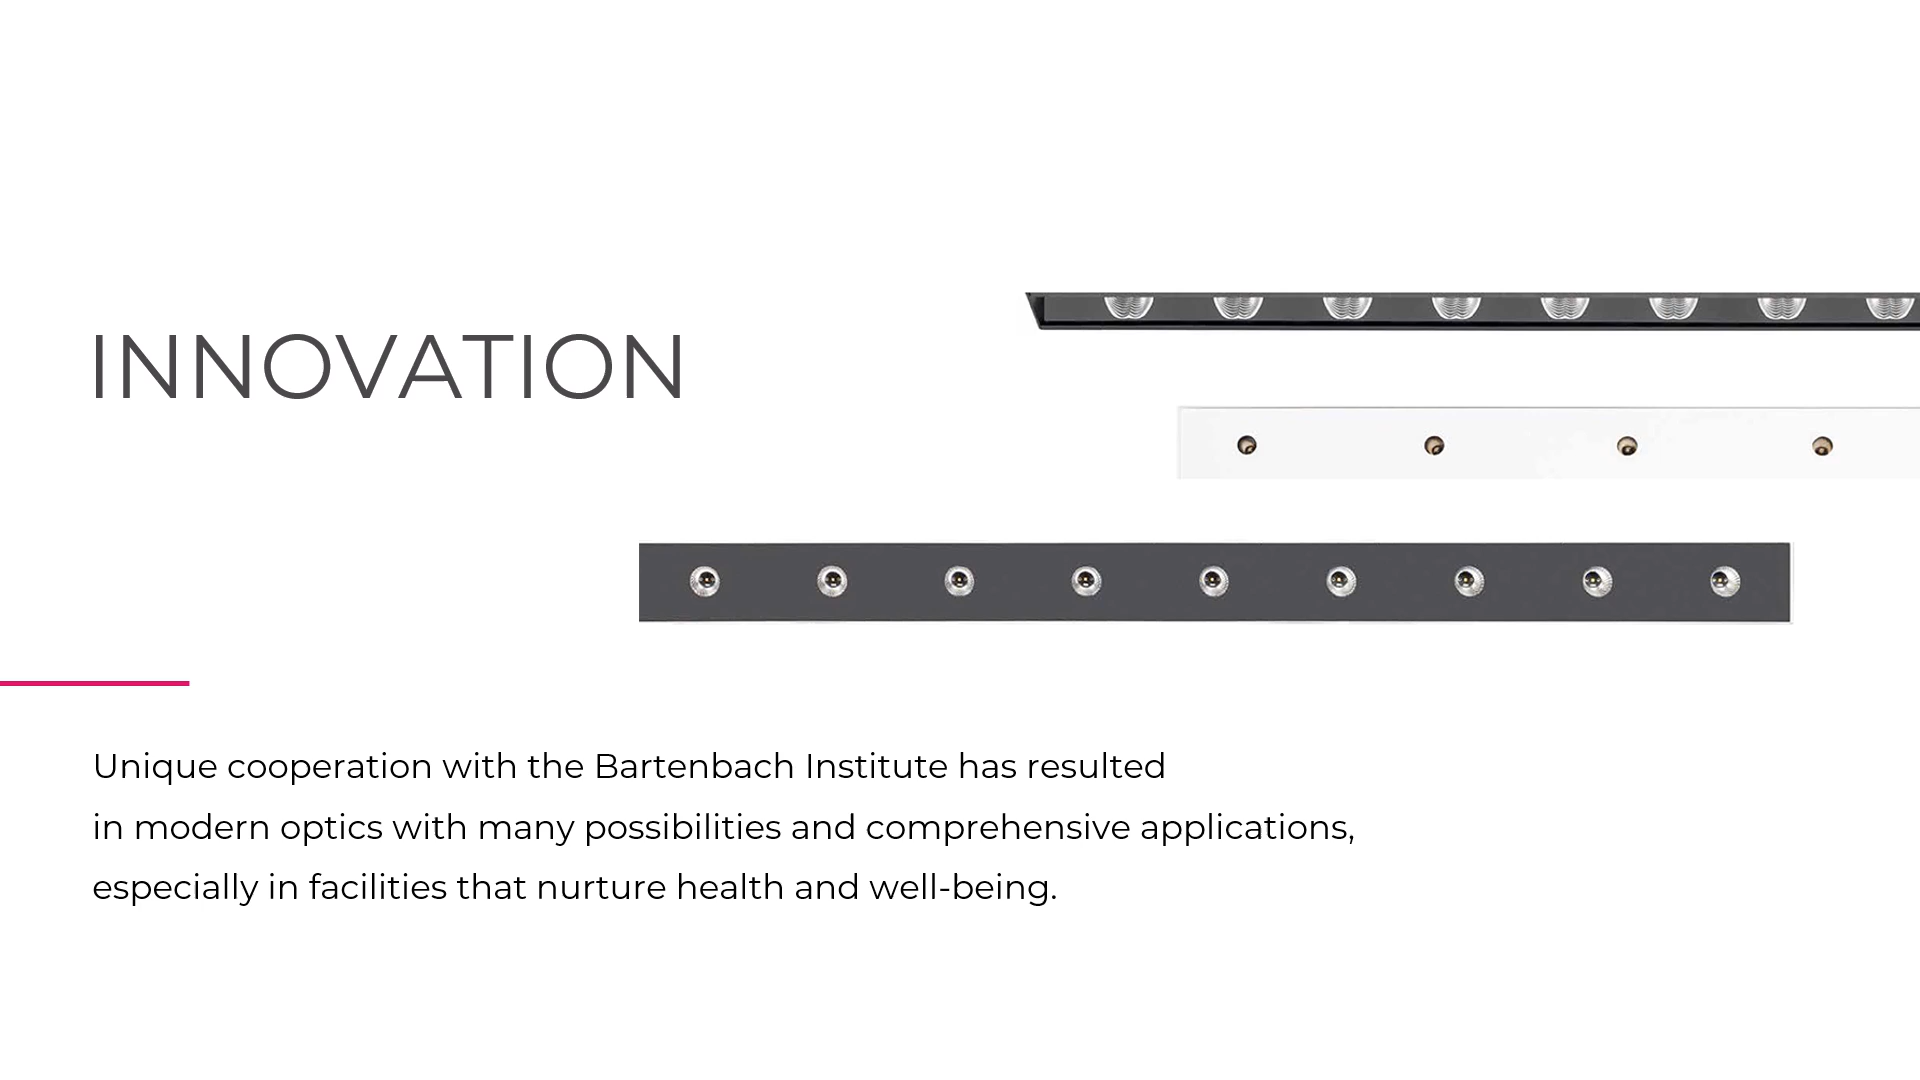 INNOVATION
Unique cooperation with the Bartenbach Institute has resulted
in modern optics with many possibilities and comprehensive applications,
especially in facilities that nurture health and well-being.